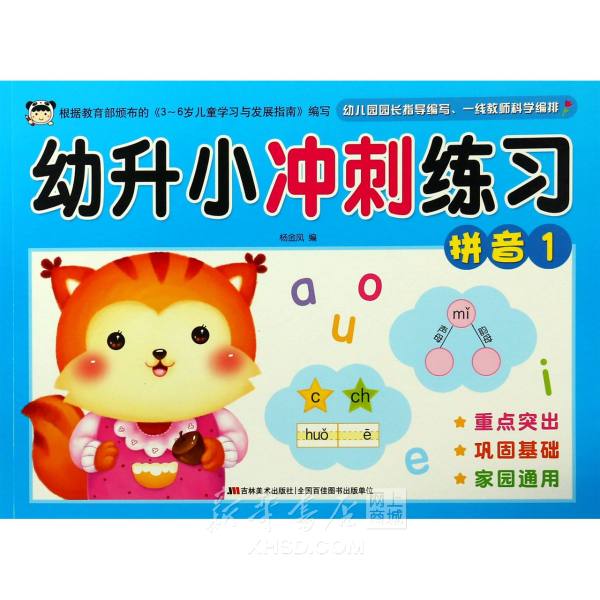 根据教育部颁布的《3～6岁儿童学习与发展指南》编写
幼儿园园长指导编写、一线教师科学编排
幼升小冲刺练习
杨金凤 编
拼音1
a o u i e
mǐ
声母 韵母
c ch
huǒ ē
★重点突出
★巩固基础
★家园通用
JM 吉林美术出版社｜全国百佳图书出版单位
新华书店 网上商城
XHSD.COM